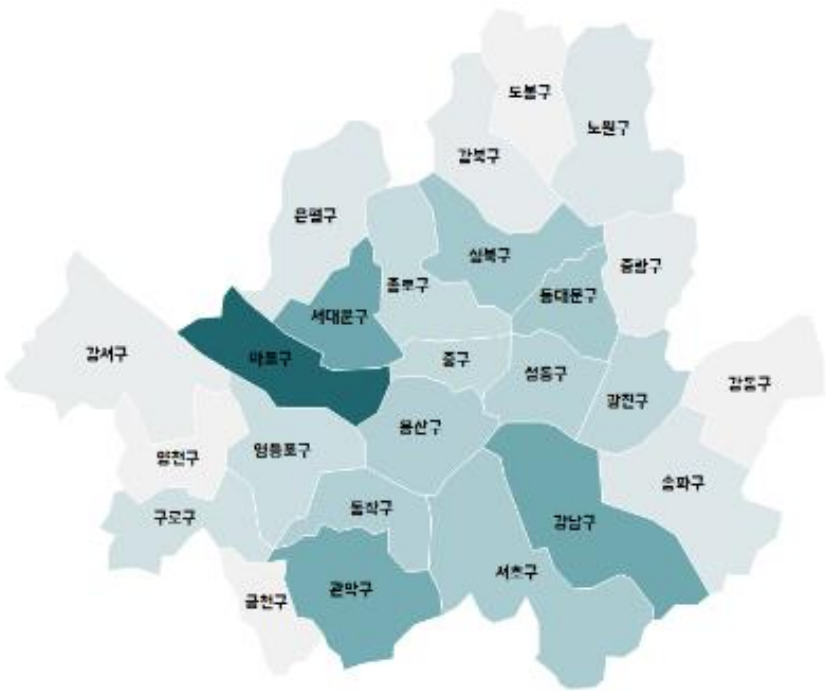 도봉구
노원구
강북구
은평구
성북구
중랑구
종로구
동대문구
서대문구
강서구
마포구
중구
성동구
강동구
광진구
용산구
영등포구
양천구
송파구
구로구
동작구
강남구
서초구
관악구
금천구